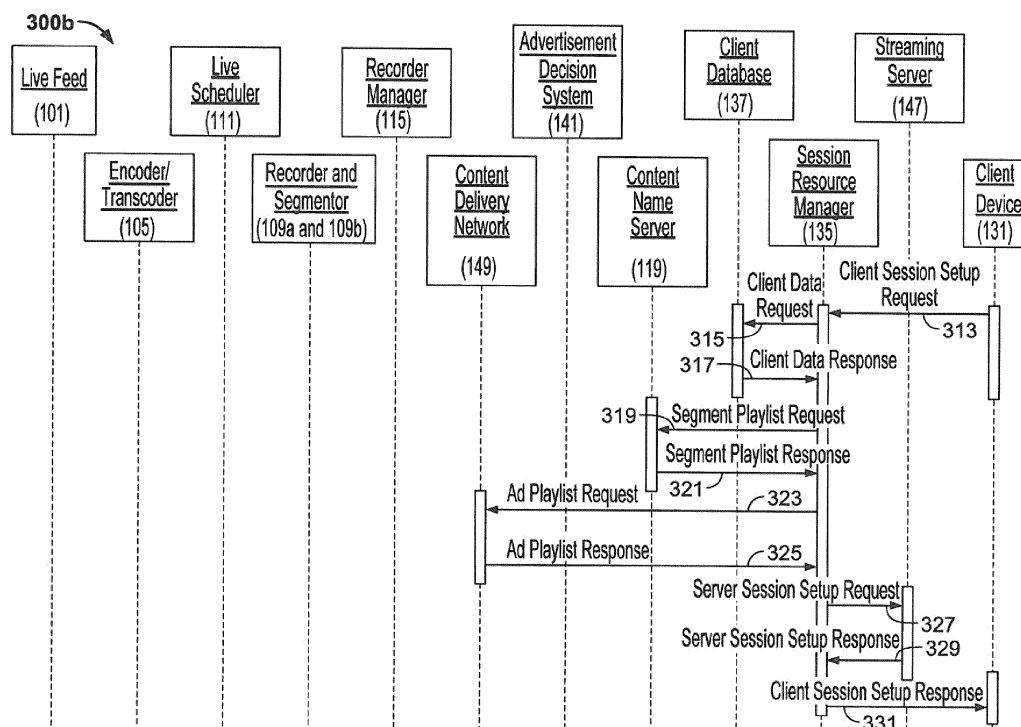 300b
Live Feed
(101)
Live
Scheduler
(111)
Recorder
Manager
(115)
Advertisement
Decision
System
(141)
Client
Database
(137)
Streaming
Server
(147)
Encoder/
Transcoder
(105)
Recorder and
Segmentor
(109a and 109b)
Content
Delivery
Network
(149)
Content
Name
Server
(119)
Session
Resource
Manager
(135)
Client
Device
(131)
Client Session Setup
Request
313
Client Data
Request
315
317
Client Data Response
319
Segment Playlist Request
Segment Playlist Response
321
Ad Playlist Request
323
Ad Playlist Response
325
Server Session Setup Request
327
Server Session Setup Response
329
Client Session Setup Response
331